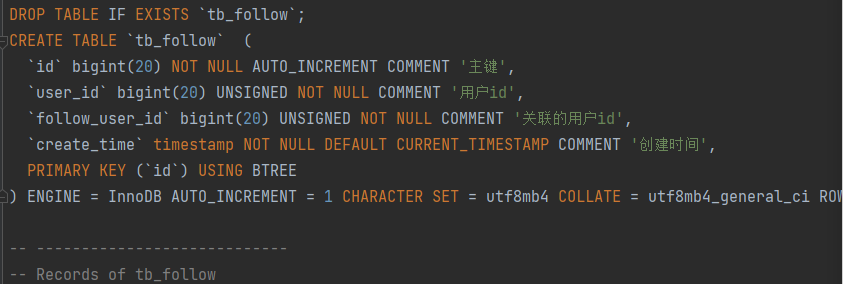 DROP TABLE IF EXISTS `tb_follow`;
CREATE TABLE `tb_follow`  (
  `id` bigint(20) NOT NULL AUTO_INCREMENT COMMENT '主键',
  `user_id` bigint(20) UNSIGNED NOT NULL COMMENT '用户id',
  `follow_user_id` bigint(20) UNSIGNED NOT NULL COMMENT '关联的用户id',
  `create_time` timestamp NOT NULL DEFAULT CURRENT_TIMESTAMP COMMENT '创建时间',
  PRIMARY KEY (`id`) USING BTREE
) ENGINE = InnoDB AUTO_INCREMENT = 1 CHARACTER SET = utf8mb4 COLLATE = utf8mb4_general_ci ROW
-- ----------------------------
-- Records of tb_follow